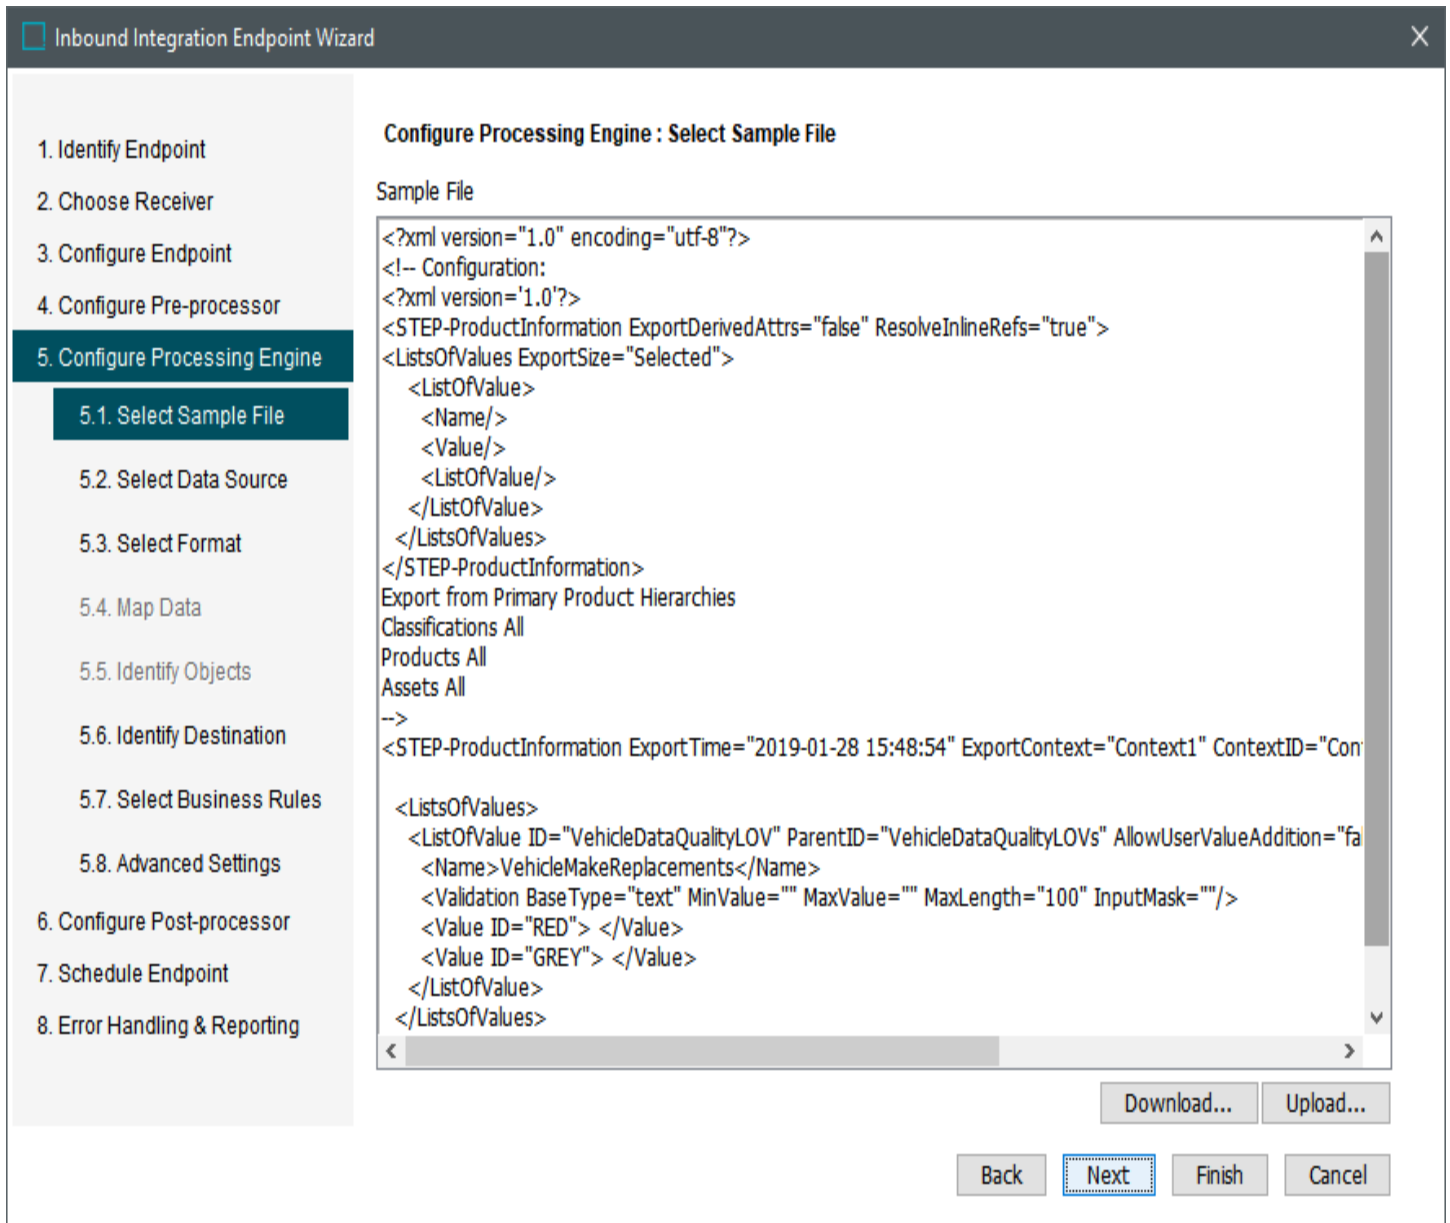 Inbound Integration Endpoint Wizard
1. Identify Endpoint
2. Choose Receiver
3. Configure Endpoint
4. Configure Pre-processor
5. Configure Processing Engine
5.1. Select Sample File
5.2. Select Data Source
5.3. Select Format
5.4. Map Data
5.5. Identify Objects
5.6. Identify Destination
5.7. Select Business Rules
5.8. Advanced Settings
6. Configure Post-processor
7. Schedule Endpoint
8. Error Handling & Reporting
Configure Processing Engine : Select Sample File
Sample File
<?xml version="1.0" encoding="utf-8"?>
<!-- Configuration:
<?xml version='1.0'?>
<STEP-ProductInformation ExportDerivedAttrs="false" ResolveInlineRefs="true">
<ListsOfValues ExportSize="Selected">
<ListOfValue>
<Name/>
<Value/>
<ListOfValue/>
</ListOfValue>
</ListsOfValues>
</STEP-ProductInformation>
Export from Primary Product Hierarchies
Classifications All
Products All
Assets All
-->
<STEP-ProductInformation ExportTime="2019-01-28 15:48:54" ExportContext="Context1" ContextID="Con
<ListsOfValues>
<ListOfValue ID="VehicleDataQualityLOV" ParentID="VehicleDataQualityLOVs" AllowUserValueAddition="fa
<Name>VehicleMakeReplacements</Name>
<Validation BaseType="text" MinValue="" MaxValue="" MaxLength="100" InputMask=""/>
<Value ID="RED"> </Value>
<Value ID="GREY"> </Value>
</ListOfValue>
</ListsOfValues>
Download...
Upload...
Back
Next
Finish
Cancel